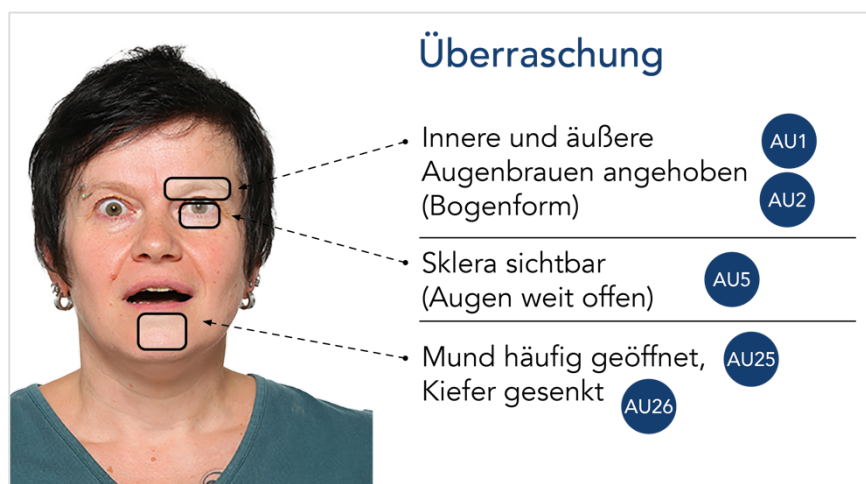 Überraschung
Innere und äußere
Augenbrauen angehoben
(Bogenform)
AU1
AU2
Sklera sichtbar
(Augen weit offen)
AU5
Mund häufig geöffnet,
Kiefer gesenkt
AU25
AU26